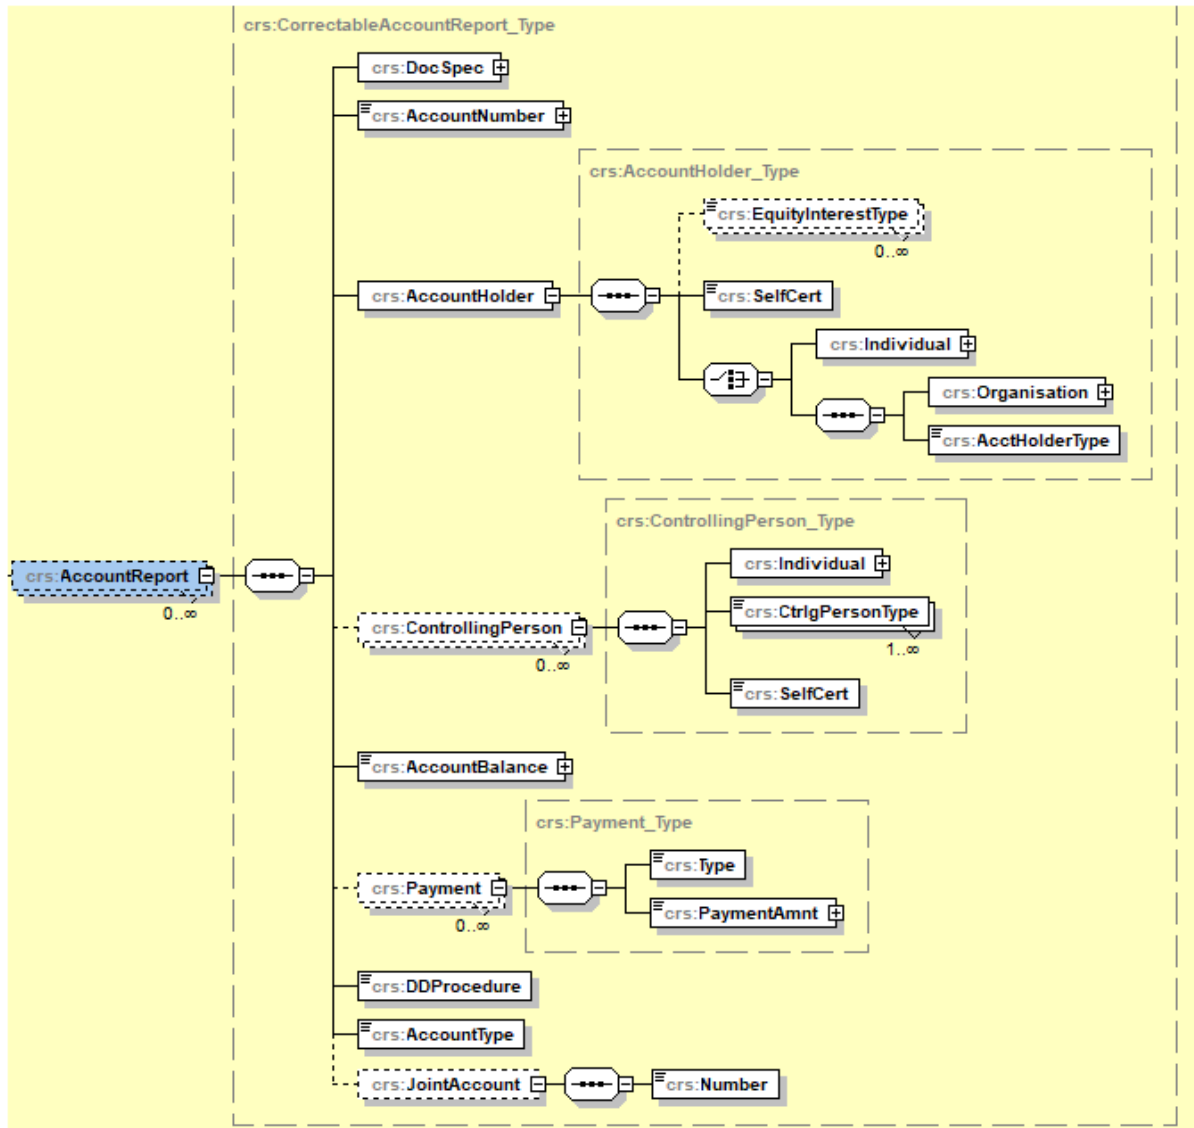 crs:CorrectableAccountReport_Type
crs:DocSpec
crs:AccountNumber
crs:AccountHolder_Type
crs:EquityInterestType
0..∞
crs:AccountHolder
crs:SelfCert
crs:Individual
crs:Organisation
crs:AcctHolderType
crs:ControllingPerson_Type
crs:Individual
crs:AccountReport
0..∞
crs:CtrlgPersonType
1..∞
crs:ControllingPerson
0..∞
crs:SelfCert
crs:AccountBalance
crs:Payment_Type
crs:Type
crs:Payment
0..∞
crs:PaymentAmnt
crs:DDProcedure
crs:AccountType
crs:JointAccount
crs:Number